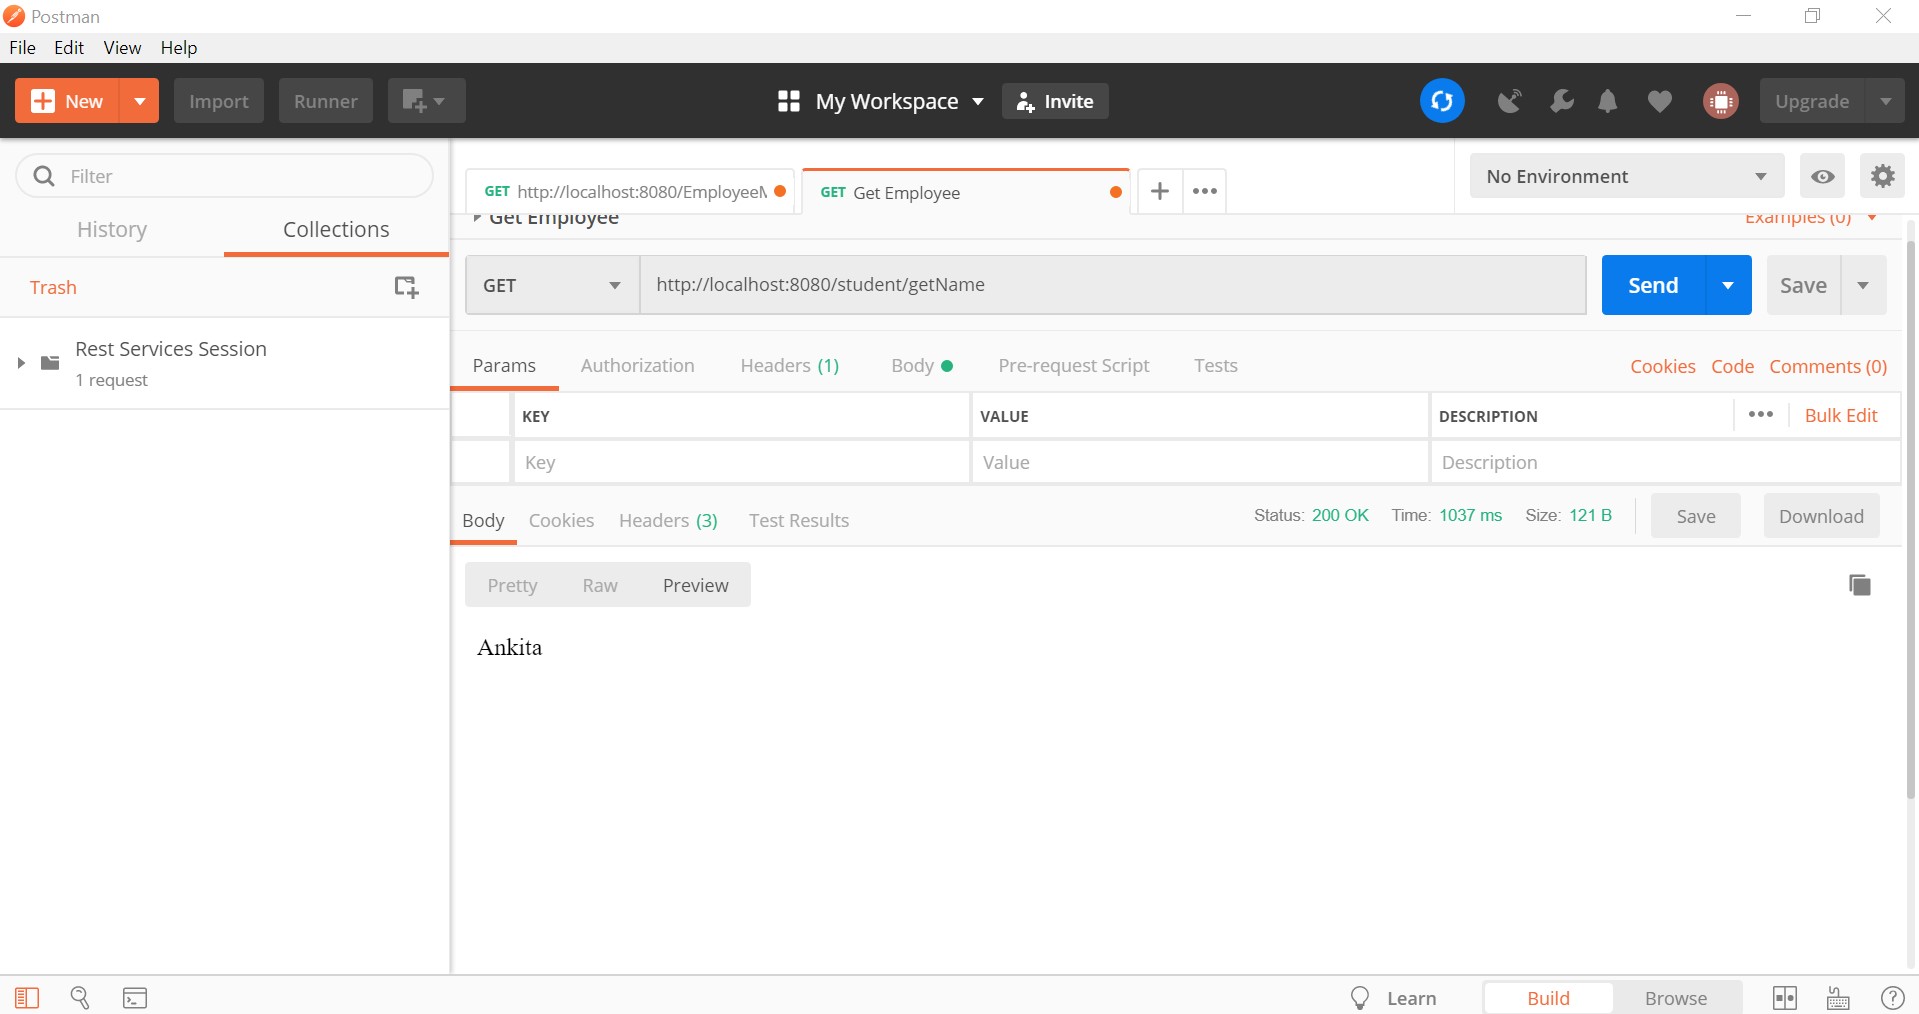 Postman
File Edit View Help
New Import Runner My Workspace Invite Upgrade
Filter
History Collections
Trash
Rest Services Session
1 request
GET http://localhost:8080/Employee GET Get Employee No Environment
Get Employee Examples (0)
GET http://localhost:8080/student/getName Send Save
Params Authorization Headers (1) Body Pre-request Script Tests Cookies Code Comments (0)
KEY VALUE DESCRIPTION Bulk Edit
Key Value Description
Body Cookies Headers (3) Test Results Status: 200 OK Time: 1037 ms Size: 121 B Save Download
Pretty Raw Preview
Ankita
Learn Build Browse